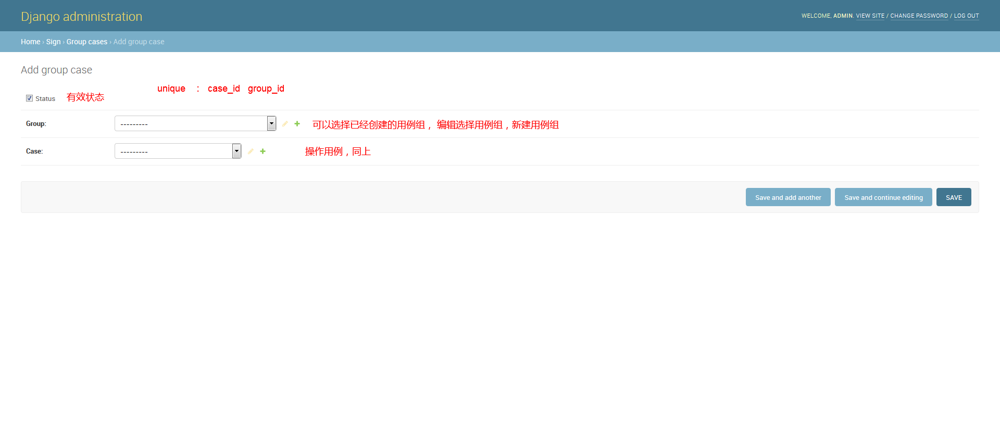 Django administration
WELCOME, ADMIN. VIEW SITE / CHANGE PASSWORD / LOG OUT
Home › Sign › Group cases › Add group case
Add group case
unique : case_id group_id
Status 有效状态
Group: --------- 可以选择已经创建的用例组， 编辑选择用例组，新建用例组
Case: --------- 操作用例，同上
Save and add another Save and continue editing SAVE